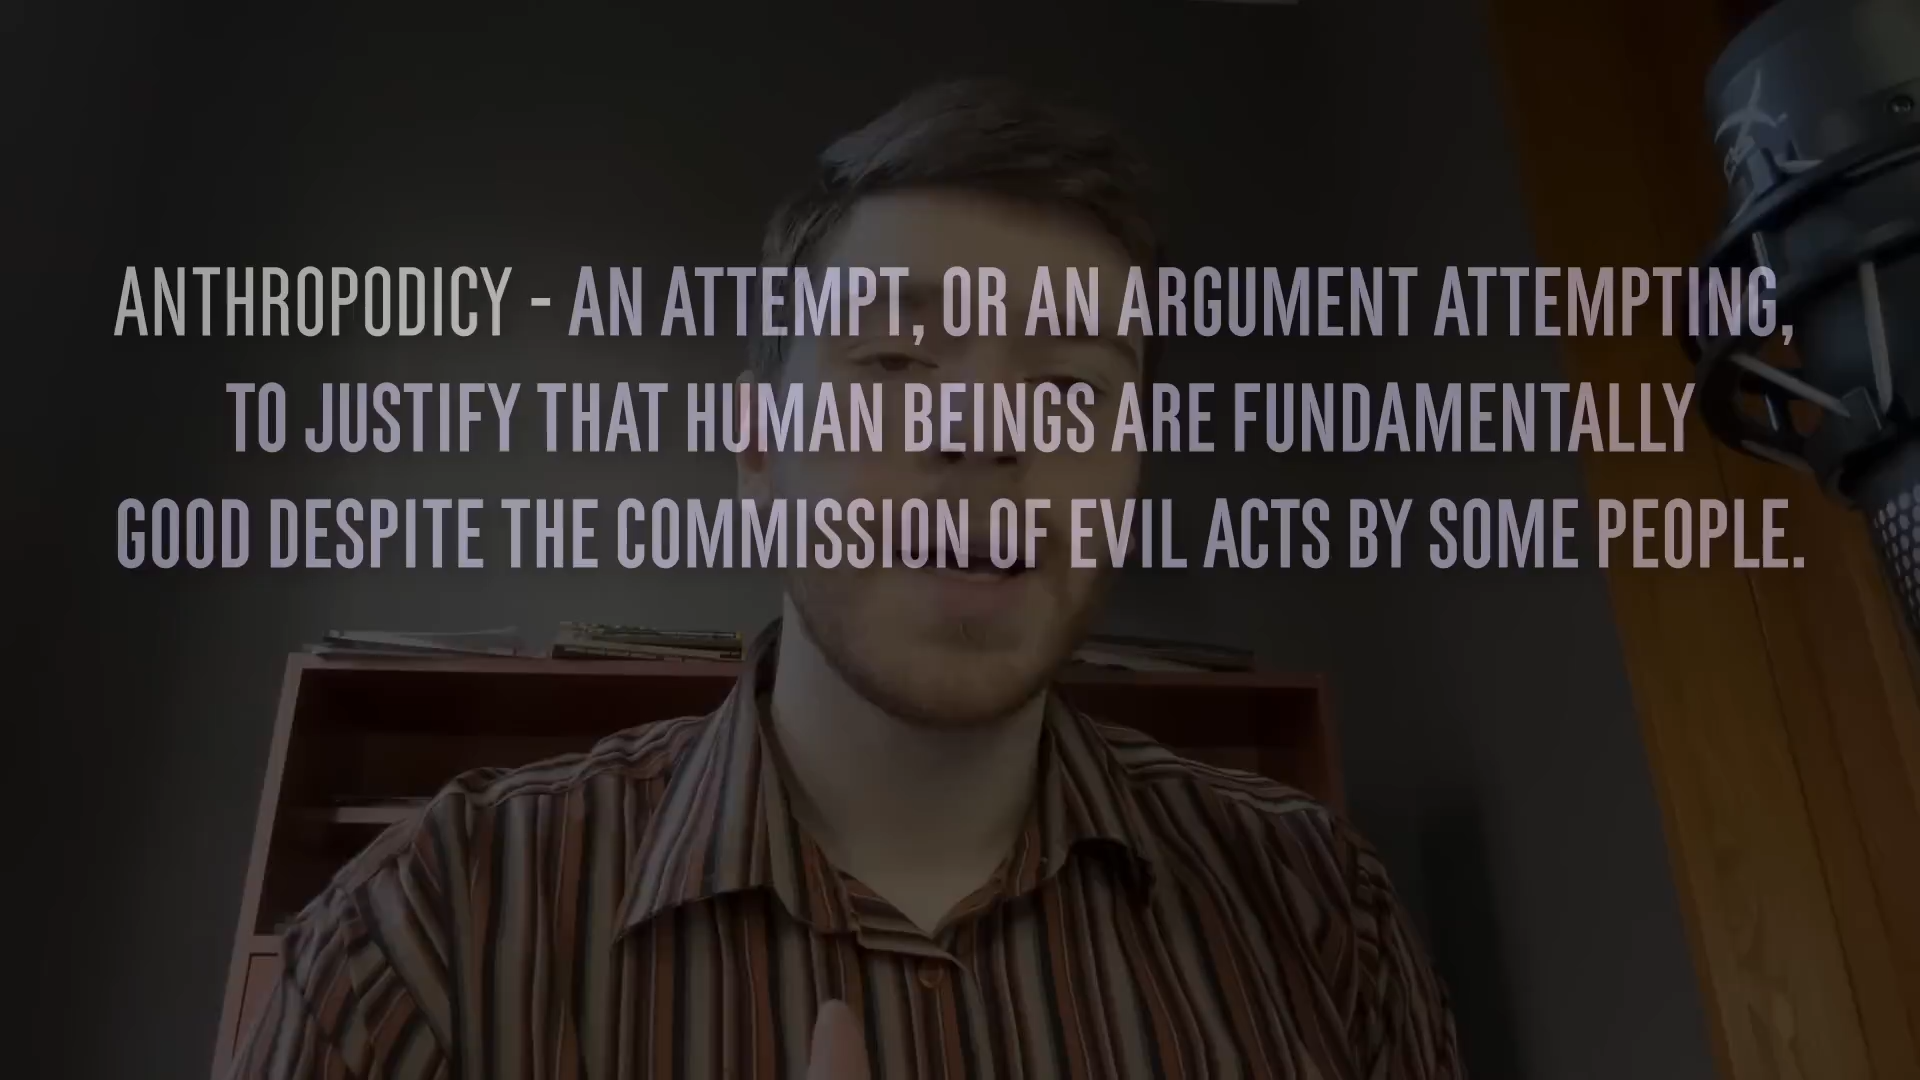 ANTHROPODICY - AN ATTEMPT, OR AN ARGUMENT ATTEMPTING,
TO JUSTIFY THAT HUMAN BEINGS ARE FUNDAMENTALLY
GOOD DESPITE THE COMMISSION OF EVIL ACTS BY SOME PEOPLE.